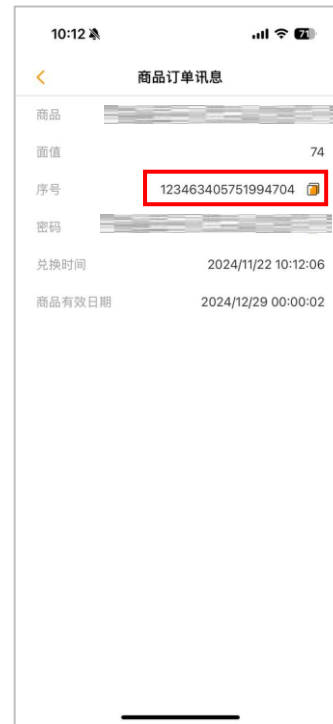 10:12
71
商品订单讯息
商品
面值 74
序号 123463405751994704
密码
兑换时间 2024/11/22 10:12:06
商品有效日期 2024/12/29 00:00:02